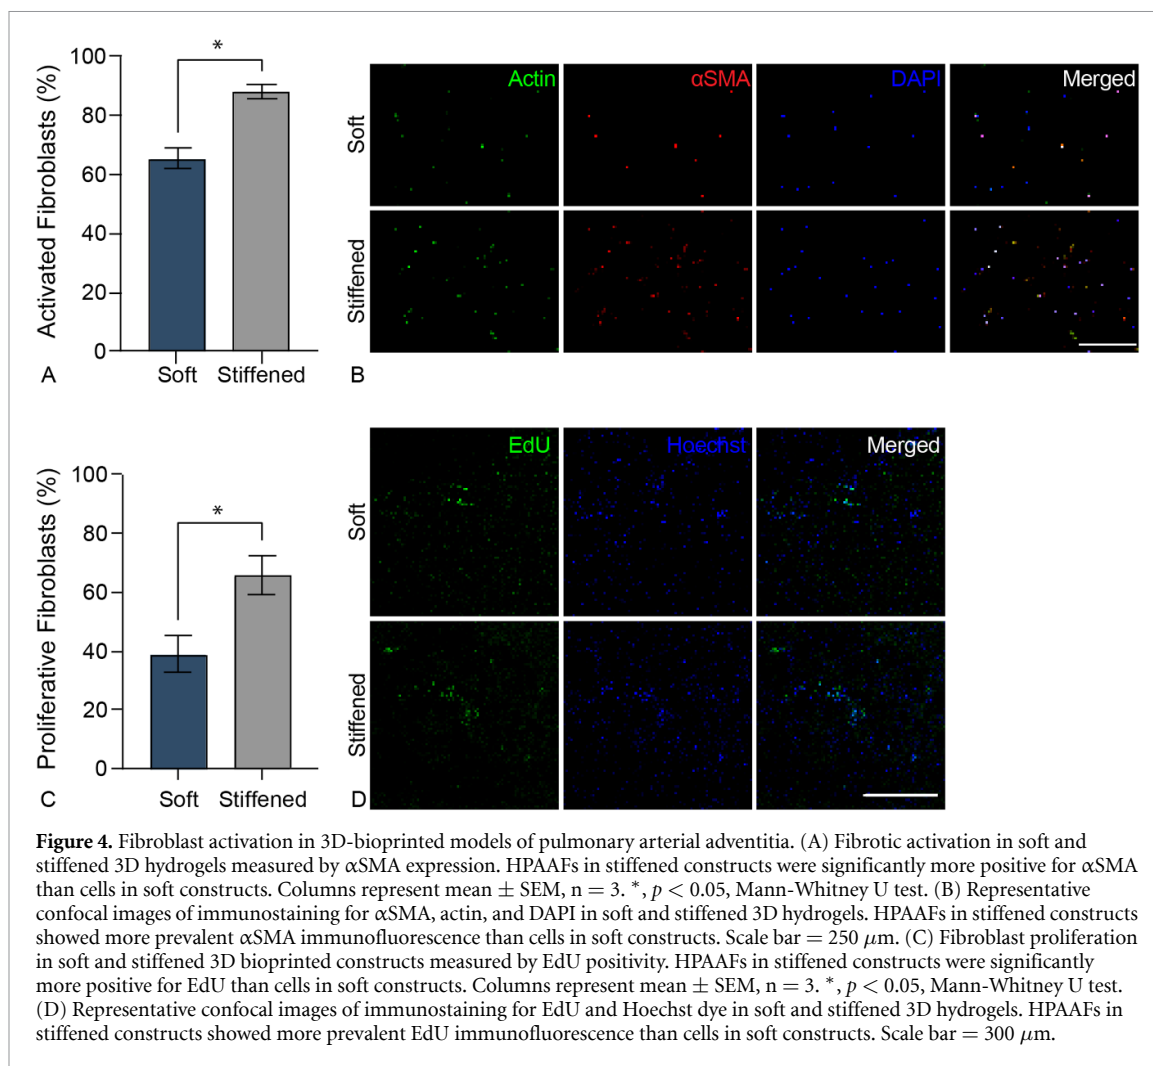 *
100
80
60
40
20
0
Activated Fibroblasts (%)
Soft
Stiffened
A
Actin
αSMA
DAPI
Merged
Soft
Stiffened
B
*
100
80
60
40
20
0
Proliferative Fibroblasts (%)
Soft
Stiffened
C
EdU
Hoechst
Merged
Soft
Stiffened
D
Figure 4. Fibroblast activation in 3D-bioprinted models of pulmonary arterial adventitia. (A) Fibrotic activation in soft and
stiffened 3D hydrogels measured by αSMA expression. HPAAFs in stiffened constructs were significantly more positive for αSMA
than cells in soft constructs. Columns represent mean ± SEM, n = 3. *, p < 0.05, Mann-Whitney U test. (B) Representative
confocal images of immunostaining for αSMA, actin, and DAPI in soft and stiffened 3D hydrogels. HPAAFs in stiffened constructs
showed more prevalent αSMA immunofluorescence than cells in soft constructs. Scale bar = 250 μm. (C) Fibroblast proliferation
in soft and stiffened 3D bioprinted constructs measured by EdU positivity. HPAAFs in stiffened constructs were significantly
more positive for EdU than cells in soft constructs. Columns represent mean ± SEM, n = 3. *, p < 0.05, Mann-Whitney U test.
(D) Representative confocal images of immunostaining for EdU and Hoechst dye in soft and stiffened 3D hydrogels. HPAAFs in
stiffened constructs showed more prevalent EdU immunofluorescence than cells in soft constructs. Scale bar = 300 μm.